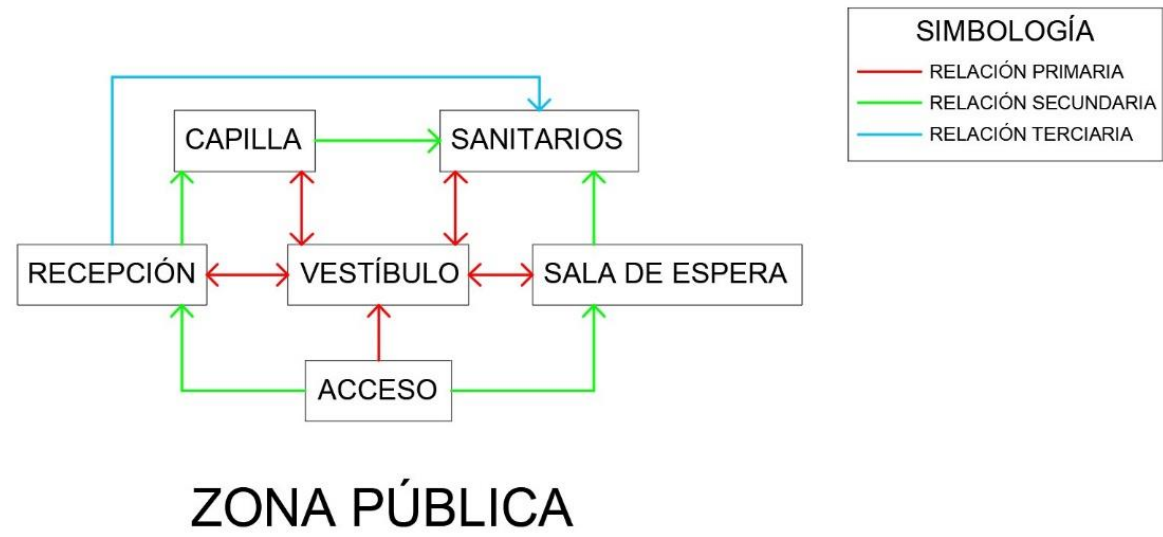 SIMBOLOGÍA
RELACIÓN PRIMARIA
RELACIÓN SECUNDARIA
RELACIÓN TERCIARIA
CAPILLA
SANITARIOS
RECEPCIÓN
VESTÍBULO
SALA DE ESPERA
ACCESO
ZONA PÚBLICA